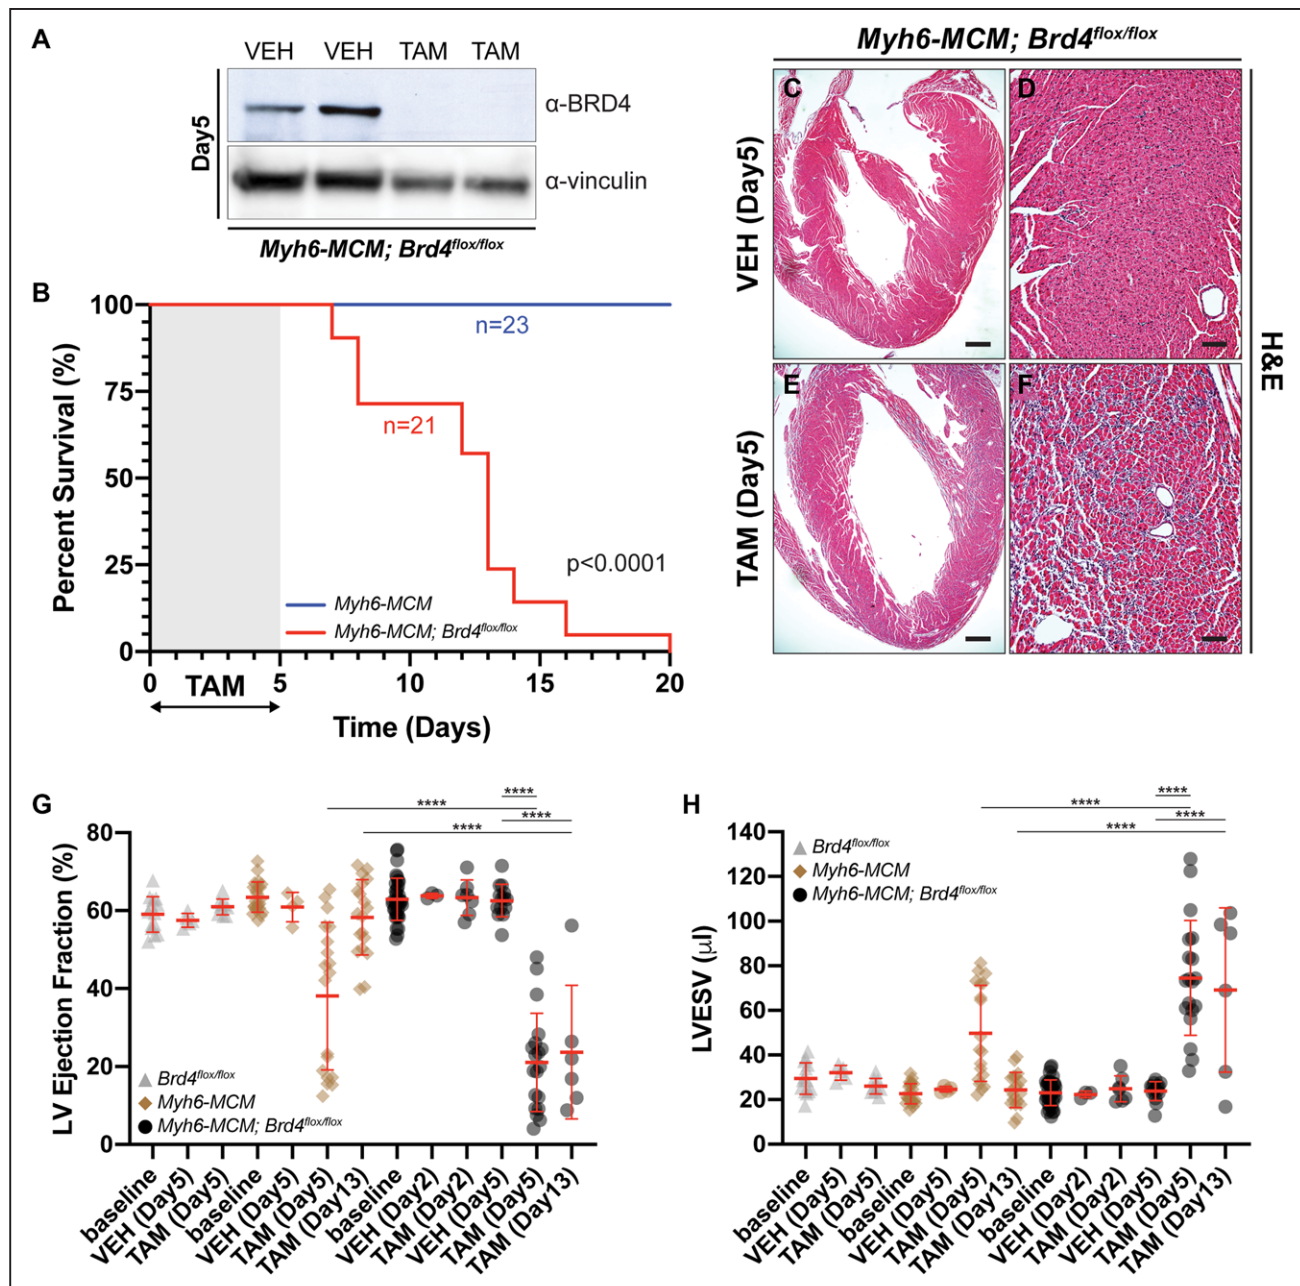 A
VEH VEH TAM TAM
Day5
α-BRD4
α-vinculin
Myh6-MCM; Brd4flox/flox
B
Percent Survival (%)
100
75
50
25
0
n=23
n=21
p<0.0001
Myh6-MCM
Myh6-MCM; Brd4flox/flox
0 5 10 15 20
TAM
Time (Days)
Myh6-MCM; Brd4flox/flox
VEH (Day5)
C D
TAM (Day5)
E F
H&E
G
LV Ejection Fraction (%)
80
60
40
20
0
****
****
****
****
Brd4flox/flox
Myh6-MCM
Myh6-MCM; Brd4flox/flox
baseline
VEH (Day5)
TAM (Day5)
baseline
VEH (Day5)
TAM (Day5)
TAM (Day13)
baseline
VEH (Day2)
TAM (Day2)
VEH (Day5)
TAM (Day5)
TAM (Day13)
H
LVESV (μl)
140
120
100
80
60
40
20
0
****
****
****
****
Brd4flox/flox
Myh6-MCM
Myh6-MCM; Brd4flox/flox
baseline
VEH (Day5)
TAM (Day5)
baseline
VEH (Day5)
TAM (Day5)
TAM (Day13)
baseline
VEH (Day2)
TAM (Day2)
VEH (Day5)
TAM (Day5)
TAM (Day13)